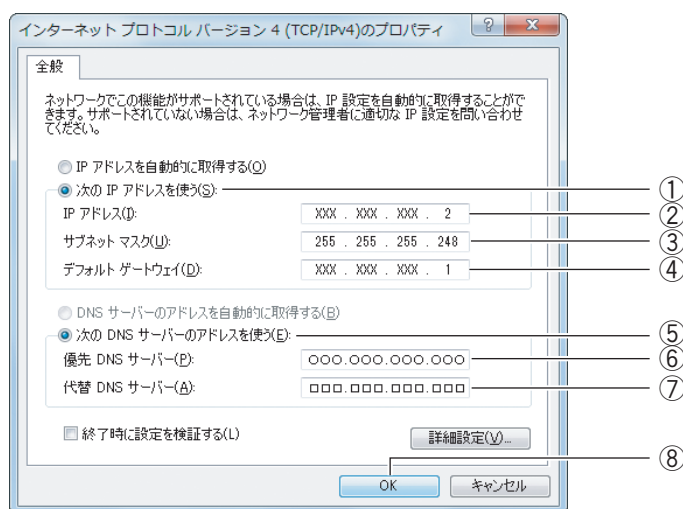 インターネット プロトコル バージョン 4 (TCP/IPv4)のプロパティ
?
全般
ネットワークでこの機能がサポートされている場合は、IP 設定を自動的に取得することがで
きます。サポートされていない場合は、ネットワーク管理者に適切な IP 設定を問い合わせ
てください。
IP アドレスを自動的に取得する(O)
次の IP アドレスを使う(S): ①
IP アドレス(I): XXX . XXX . XXX . 2 ②
サブネット マスク(U): 255 . 255 . 255 . 248 ③
デフォルト ゲートウェイ(D): XXX . XXX . XXX . 1 ④
DNS サーバーのアドレスを自動的に取得する(B)
次の DNS サーバーのアドレスを使う(E): ⑤
優先 DNS サーバー(P): ○○○.○○○.○○○.○○○ ⑥
代替 DNS サーバー(A): □□□.□□□.□□□.□□□ ⑦
終了時に設定を検証する(L)
詳細設定(V)...
⑧
OK キャンセル